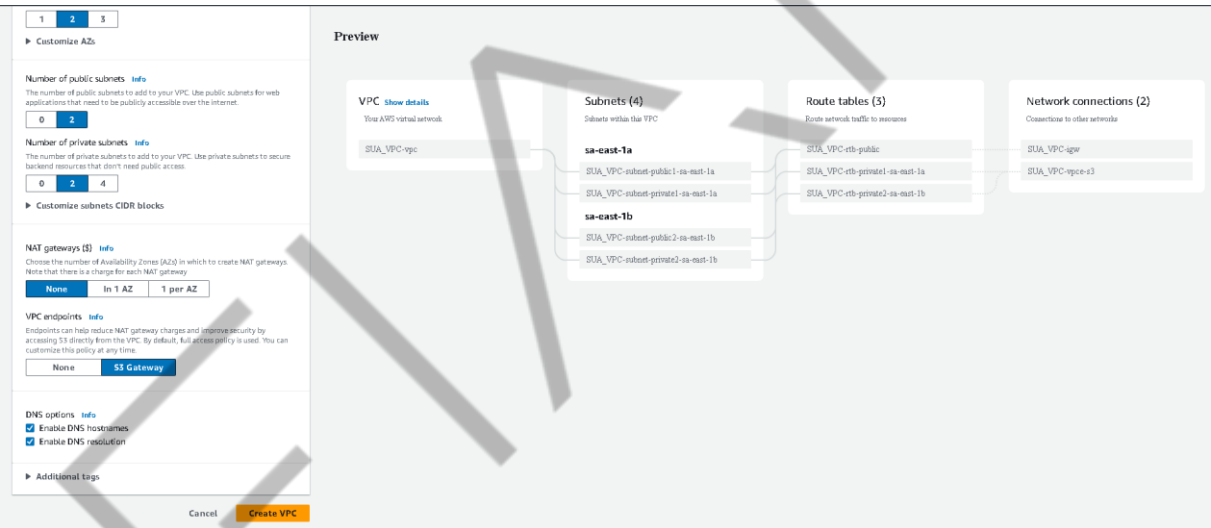 1 2 3
Customize AZs
Number of public subnets Info
The number of public subnets to add to your VPC. Use public subnets for web
applications that need to be publicly accessible over the internet.
0 2
Number of private subnets Info
The number of private subnets to add to your VPC. Use private subnets to secure
backend resources that don't need public access.
0 2 4
Customize subnets CIDR blocks
NAT gateways ($) Info
Choose the number of Availability Zones (AZs) in which to create NAT gateways.
Note that there is a charge for each NAT gateway
None In 1 AZ 1 per AZ
VPC endpoints Info
Endpoints can help reduce NAT gateway charges and improve security by
accessing S3 directly from the VPC. By default, full access policy is used. You can
customize this policy at any time.
None S3 Gateway
DNS options Info
Enable DNS hostnames
Enable DNS resolution
Additional tags
Cancel Create VPC
Preview
VPC Show details
Your AWS virtual network
SUA_VPC-vpc
Subnets (4)
Subnets within this VPC
sa-east-1a
SUA_VPC-subnet-public1-sa-east-1a
SUA_VPC-subnet-private1-sa-east-1a
sa-east-1b
SUA_VPC-subnet-public2-sa-east-1b
SUA_VPC-subnet-private2-sa-east-1b
Route tables (3)
Route network traffic to resources
SUA_VPC-rtb-public
SUA_VPC-rtb-private1-sa-east-1a
SUA_VPC-rtb-private2-sa-east-1b
Network connections (2)
Connections to other networks
SUA_VPC-igw
SUA_VPC-vpce-s3